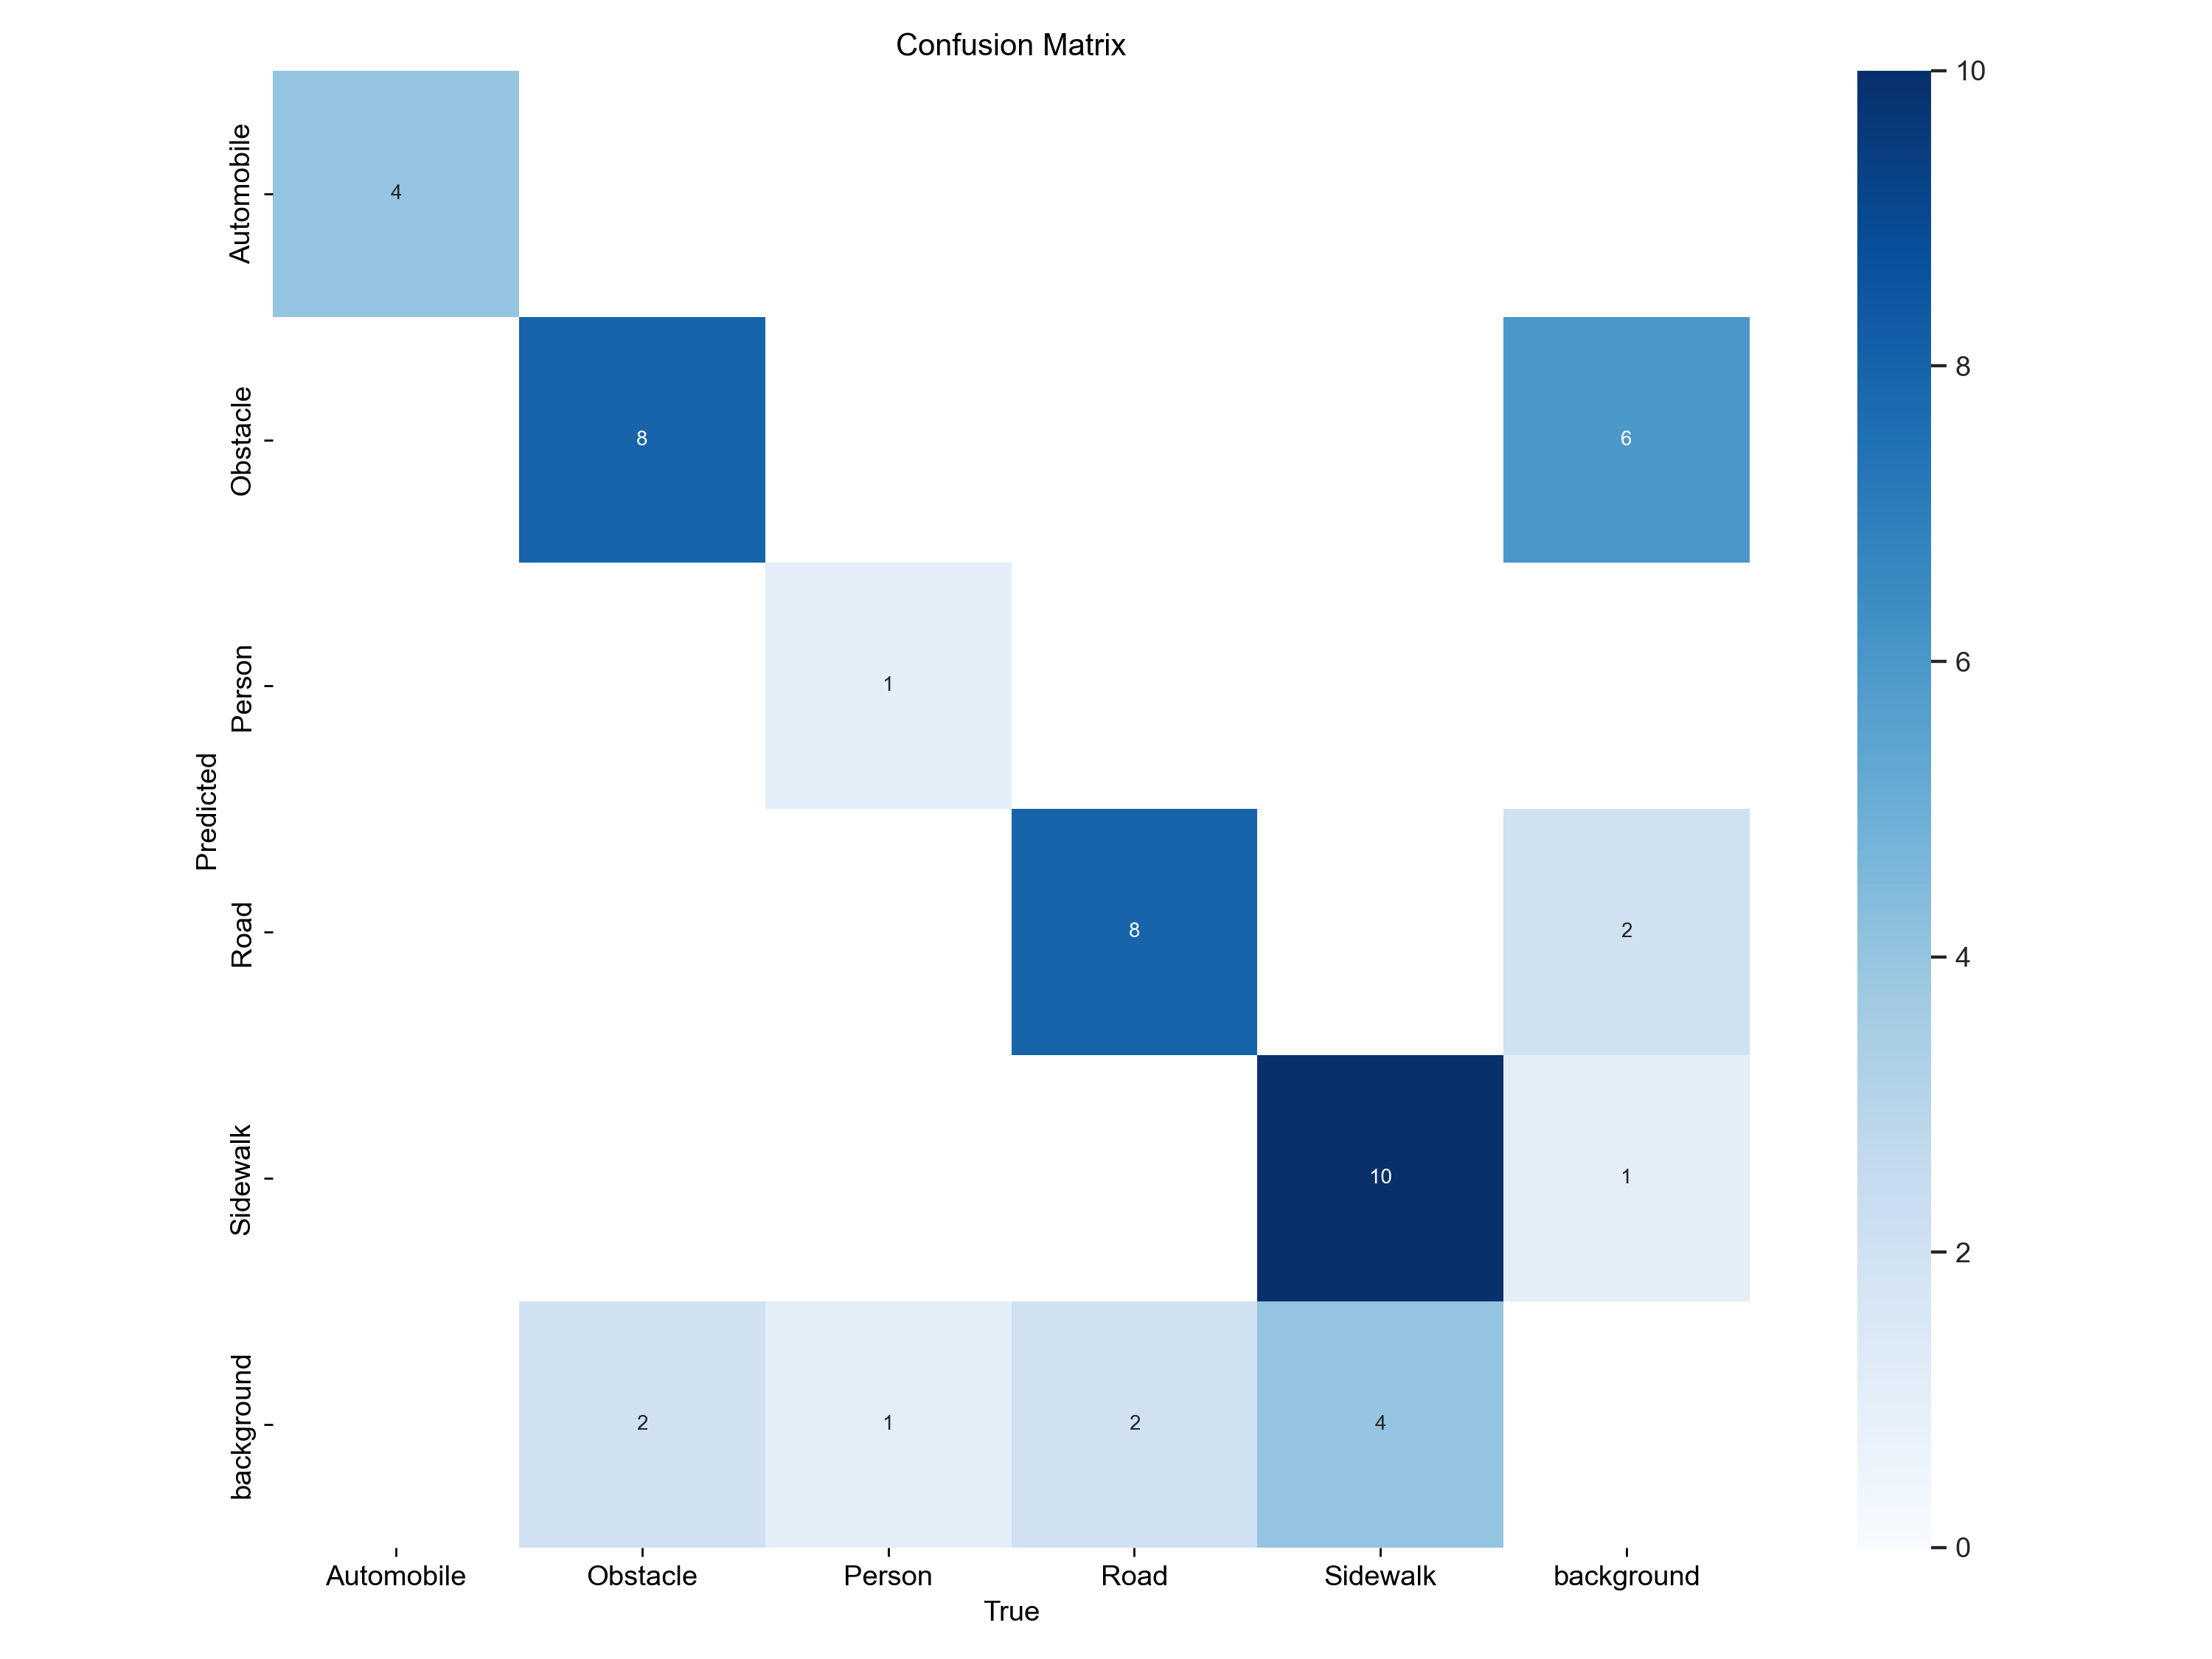 Confusion Matrix
10
Automobile
4
8
Obstacle
8
6
6
Person
1
Predicted
Road
8
2
4
Sidewalk
10
1
2
background
2
1
2
4
0
Automobile
Obstacle
Person
Road
Sidewalk
background
True